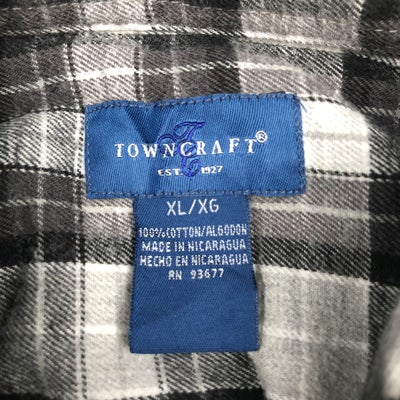 TOWNCRAFT®
EST. 1927
XL/XG
100% COTTON/ALGODON
MADE IN NICARAGUA
HECHO EN NICARAGUA
RN 93677